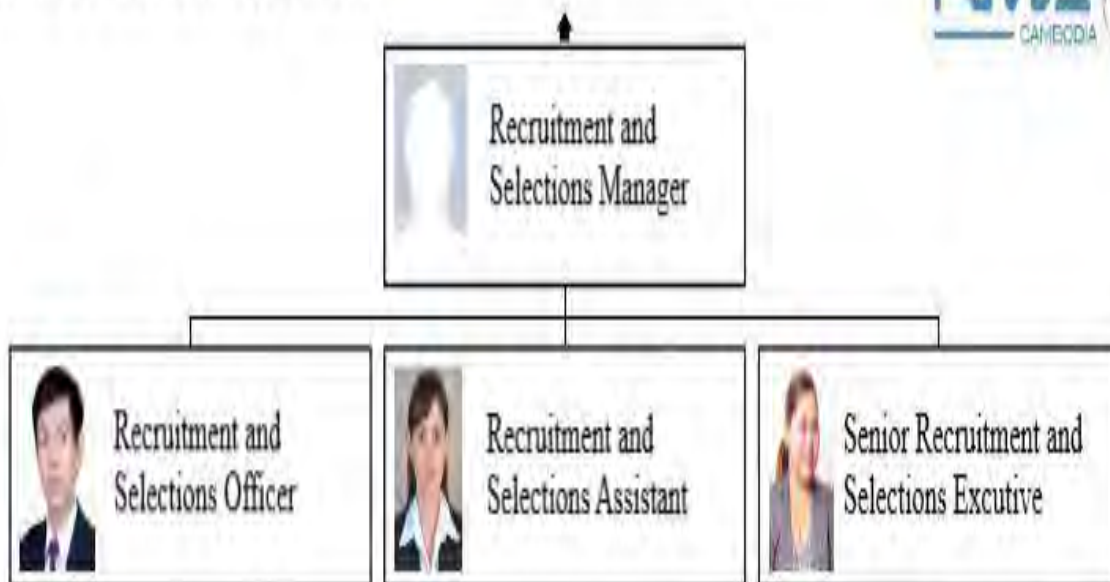 CAMBODIA
Recruitment and
Selections Manager
Recruitment and
Selections Officer
Recruitment and
Selections Assistant
Senior Recruitment and
Selections Excutive